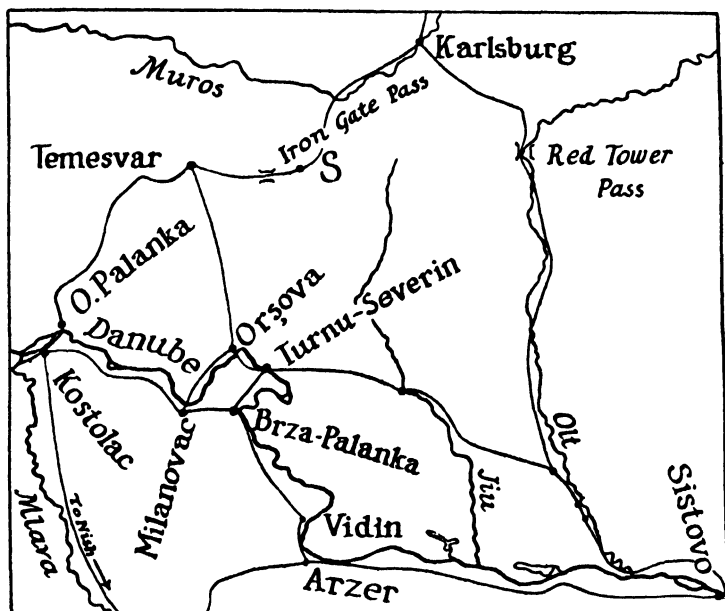 Karlsburg
Muros
Iron Gate Pass
Temesvar
S
Red Tower
Pass
O. Palanka
Orşova
Turnu-Severin
Danube
Kostolac
Milanovac
Brza-Palanka
Olt
Jiu
Sistovo
Mlara
To Nish
Vidin
Arzer